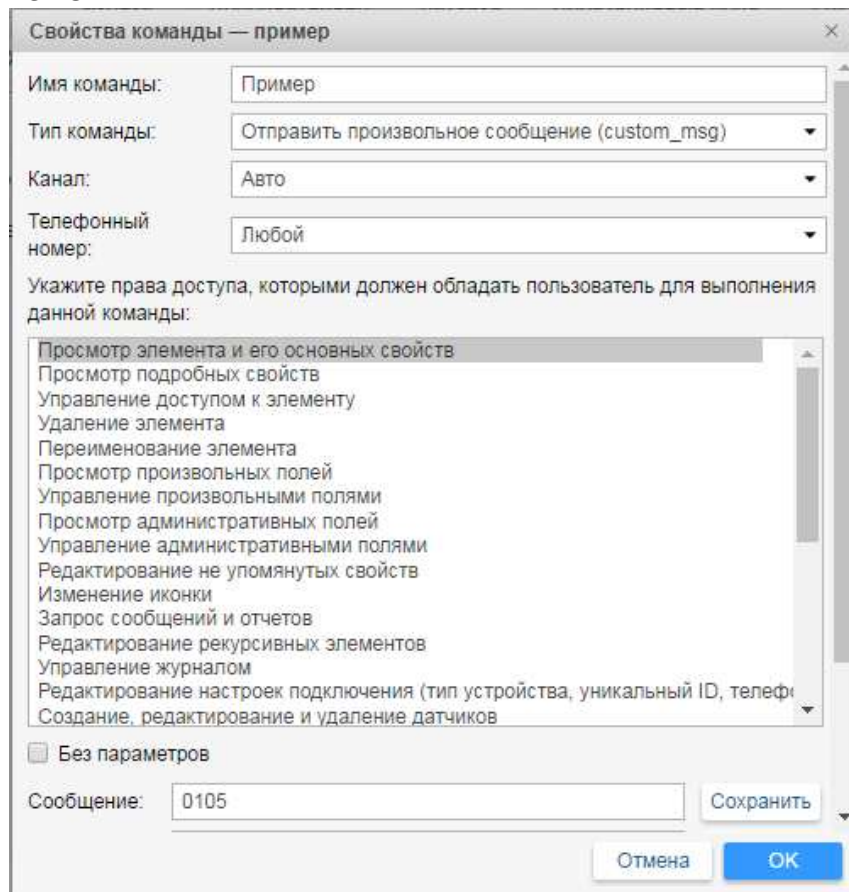 Свойства команды — пример ×
Имя команды: Пример
Тип команды: Отправить произвольное сообщение (custom_msg)
Канал: Авто
Телефонный номер: Любой
Укажите права доступа, которыми должен обладать пользователь для выполнения
данной команды:
Просмотр элемента и его основных свойств
Просмотр подробных свойств
Управление доступом к элементу
Удаление элемента
Переименование элемента
Просмотр произвольных полей
Управление произвольными полями
Просмотр административных полей
Управление административными полями
Редактирование не упомянутых свойств
Изменение иконки
Запрос сообщений и отчетов
Редактирование рекурсивных элементов
Управление журналом
Редактирование настроек подключения (тип устройства, уникальный ID,
Создание, редактирование и удаление датчиков
Без параметров
Сообщение: 0105 Сохранить
Отмена OK